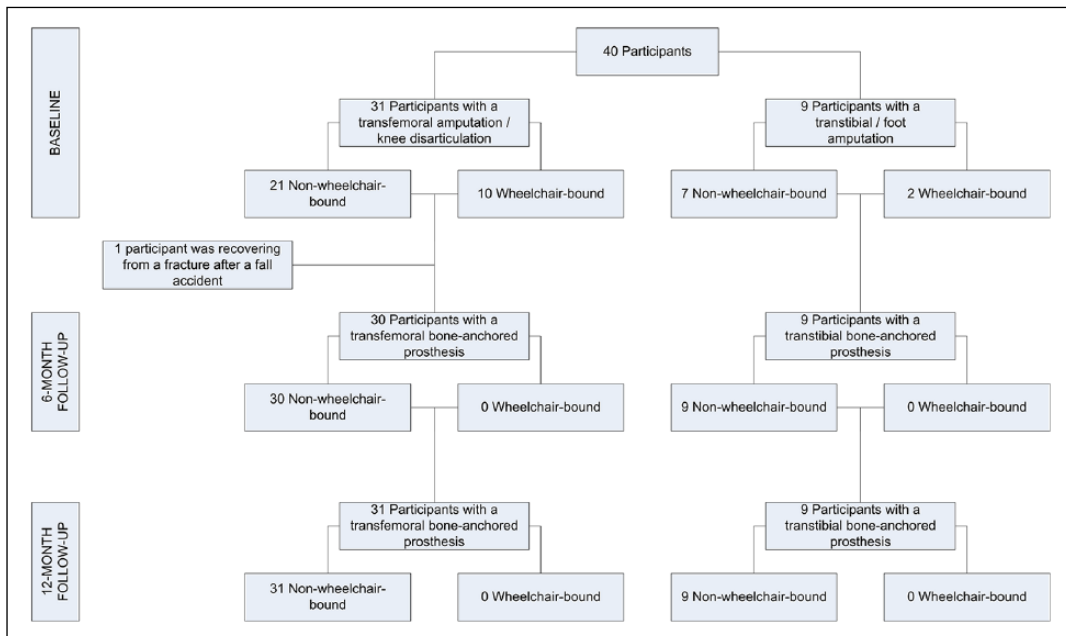 BASELINE
40 Participants
31 Participants with a
transfemoral amputation /
knee disarticulation
9 Participants with a
transtibial / foot
amputation
21 Non-wheelchair-
bound
10 Wheelchair-bound
7 Non-wheelchair-bound
2 Wheelchair-bound
1 participant was recovering
from a fracture after a fall
accident
6-MONTH
FOLLOW-UP
30 Participants with a
transfemoral bone-anchored
prosthesis
9 Participants with a
transtibial bone-anchored
prosthesis
30 Non-wheelchair-
bound
0 Wheelchair-bound
9 Non-wheelchair-bound
0 Wheelchair-bound
12-MONTH
FOLLOW-UP
31 Participants with a
transfemoral bone-anchored
prosthesis
9 Participants with a
transtibial bone-anchored
prosthesis
31 Non-wheelchair-
bound
0 Wheelchair-bound
9 Non-wheelchair-bound
0 Wheelchair-bound